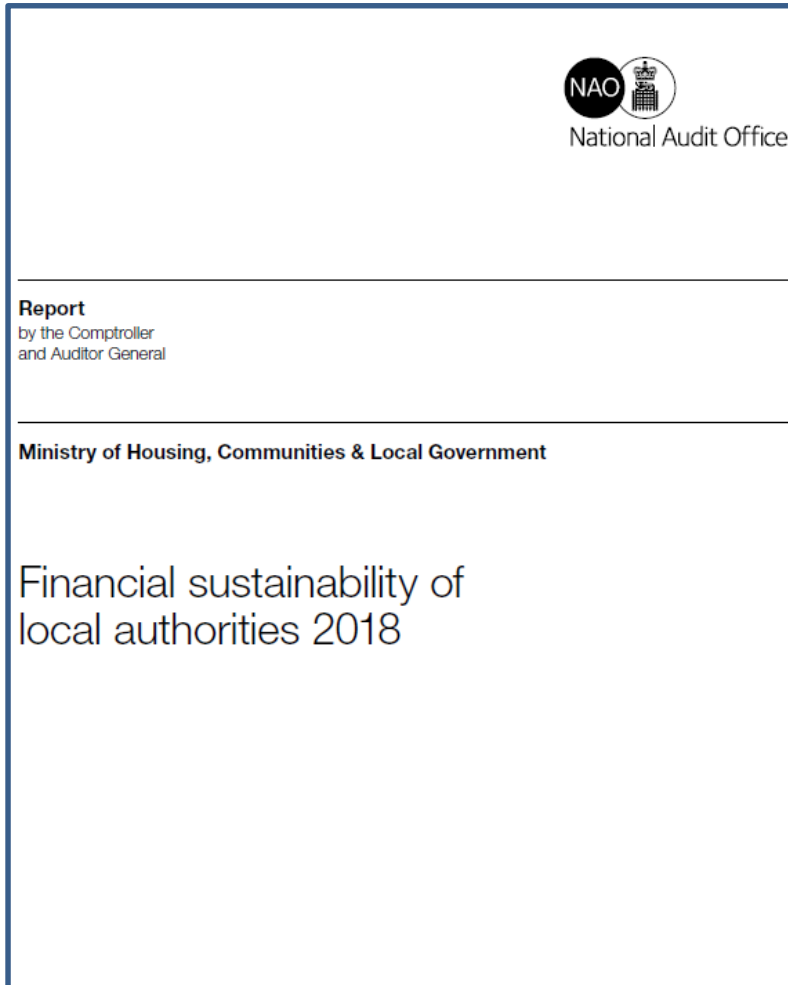 NAO
National Audit Office
Report
by the Comptroller
and Auditor General
Ministry of Housing, Communities & Local Government
Financial sustainability of
local authorities 2018